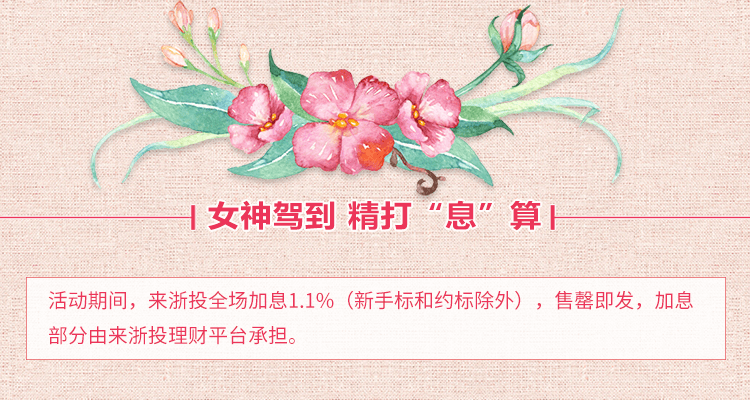 女神驾到 精打“息”算
活动期间，来浙投全场加息1.1%（新手标和约标除外），售罄即发，加息
部分由来浙投理财平台承担。